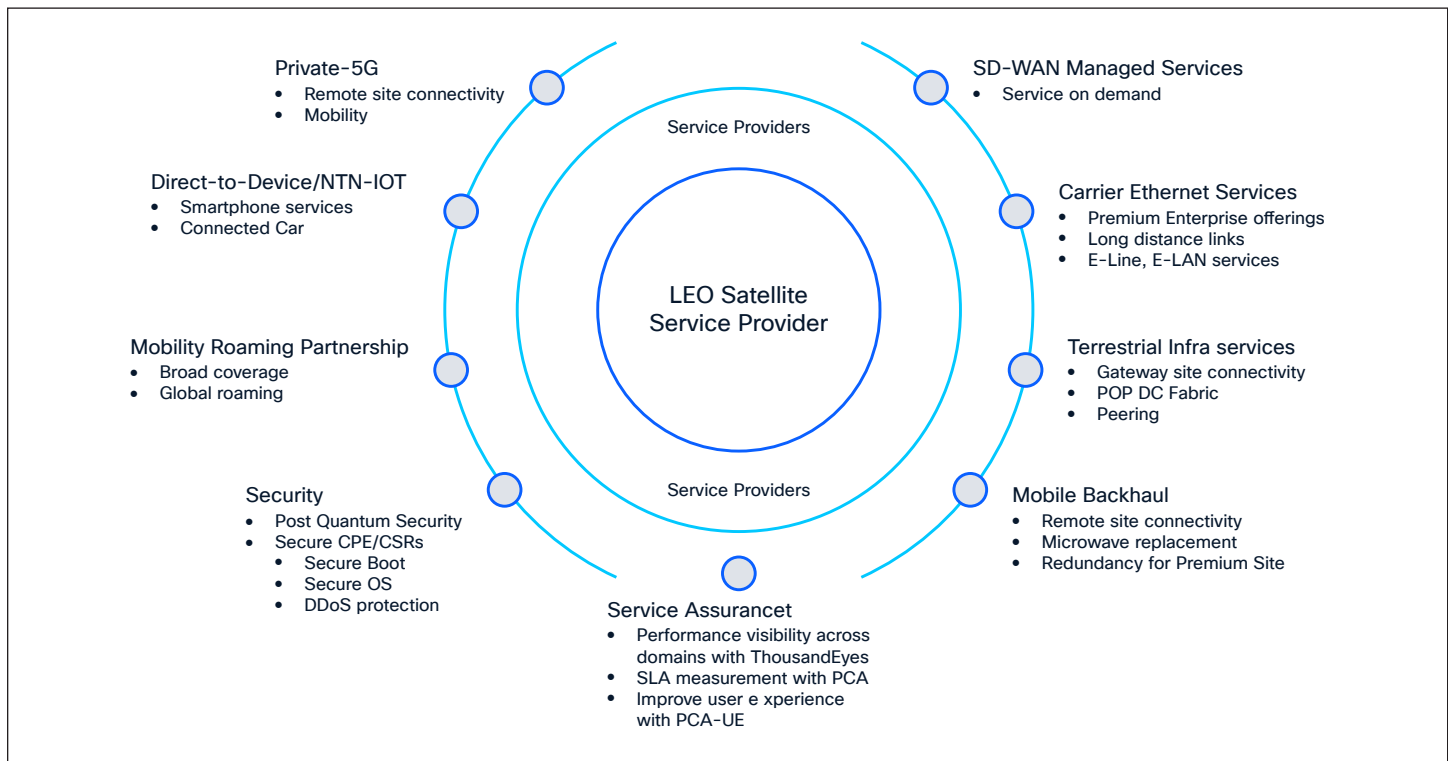 Private-5G
• Remote site connectivity
• Mobility
Direct-to-Device/NTN-IOT
• Smartphone services
• Connected Car
Mobility Roaming Partnership
• Broad coverage
• Global roaming
Security
• Post Quantum Security
• Secure CPE/CSRs
• Secure Boot
• Secure OS
• DDoS protection
Service Providers
LEO Satellite
Service Provider
Service Providers
Service Assurancet
• Performance visibility across
domains with ThousandEyes
• SLA measurement with PCA
• Improve user e xperience
with PCA-UE
SD-WAN Managed Services
• Service on demand
Carrier Ethernet Services
• Premium Enterprise offerings
• Long distance links
• E-Line, E-LAN services
Terrestrial Infra services
• Gateway site connectivity
• POP DC Fabric
• Peering
Mobile Backhaul
• Remote site connectivity
• Microwave replacement
• Redundancy for Premium Site